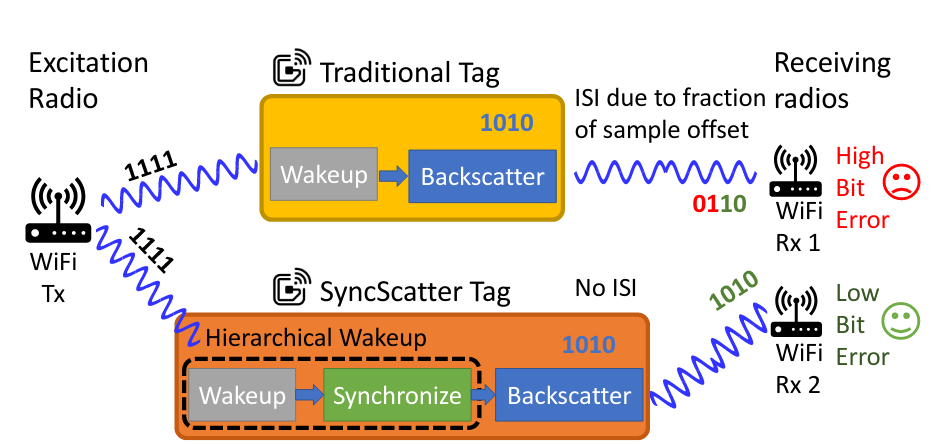 Excitation
Radio
Traditional Tag
Receiving
radios
1010
ISI due to fraction
of sample offset
1111
Wakeup
Backscatter
0110
High
Bit
Error
WiFi
Rx 1
WiFi
Tx
1111
SyncScatter Tag
No ISI
1010
Hierarchical Wakeup
1010
Wakeup
Synchronize
Backscatter
Low
Bit
Error
WiFi
Rx 2